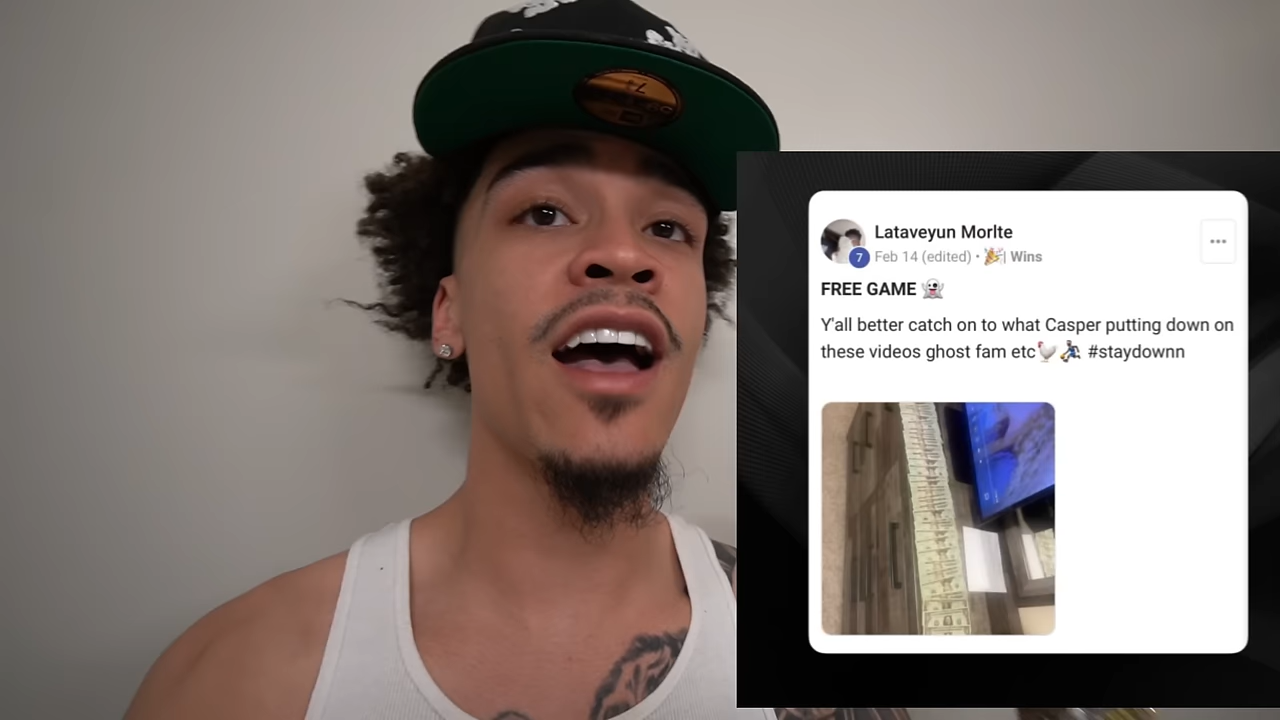 Lataveyun Morlte
7 Feb 14 (edited) • 🎉| Wins
FREE GAME 👻
Y'all better catch on to what Casper putting down on
these videos ghost fam etc🐓👨‍🦽 #staydownn